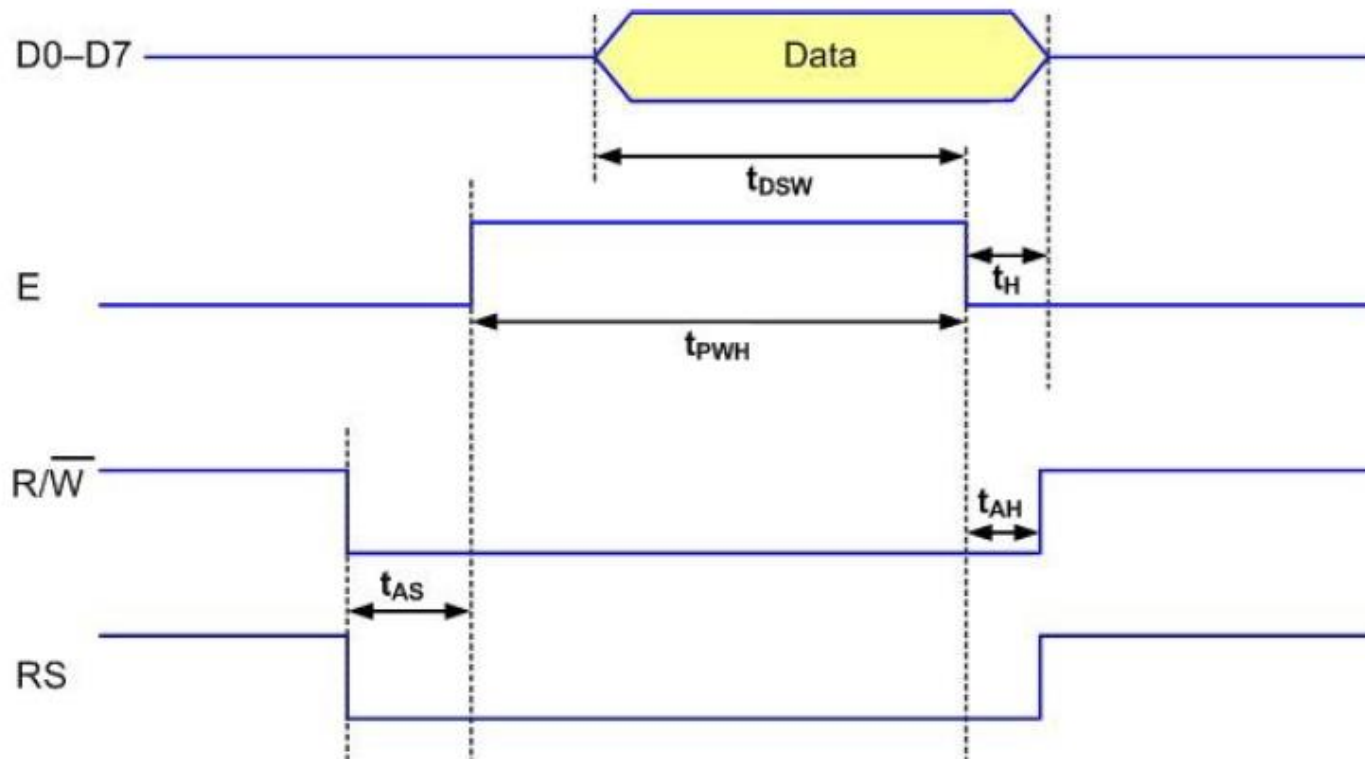 D0–D7
Data
tDSW
E
tH
tPWH
R/W̅
tAH
tAS
RS